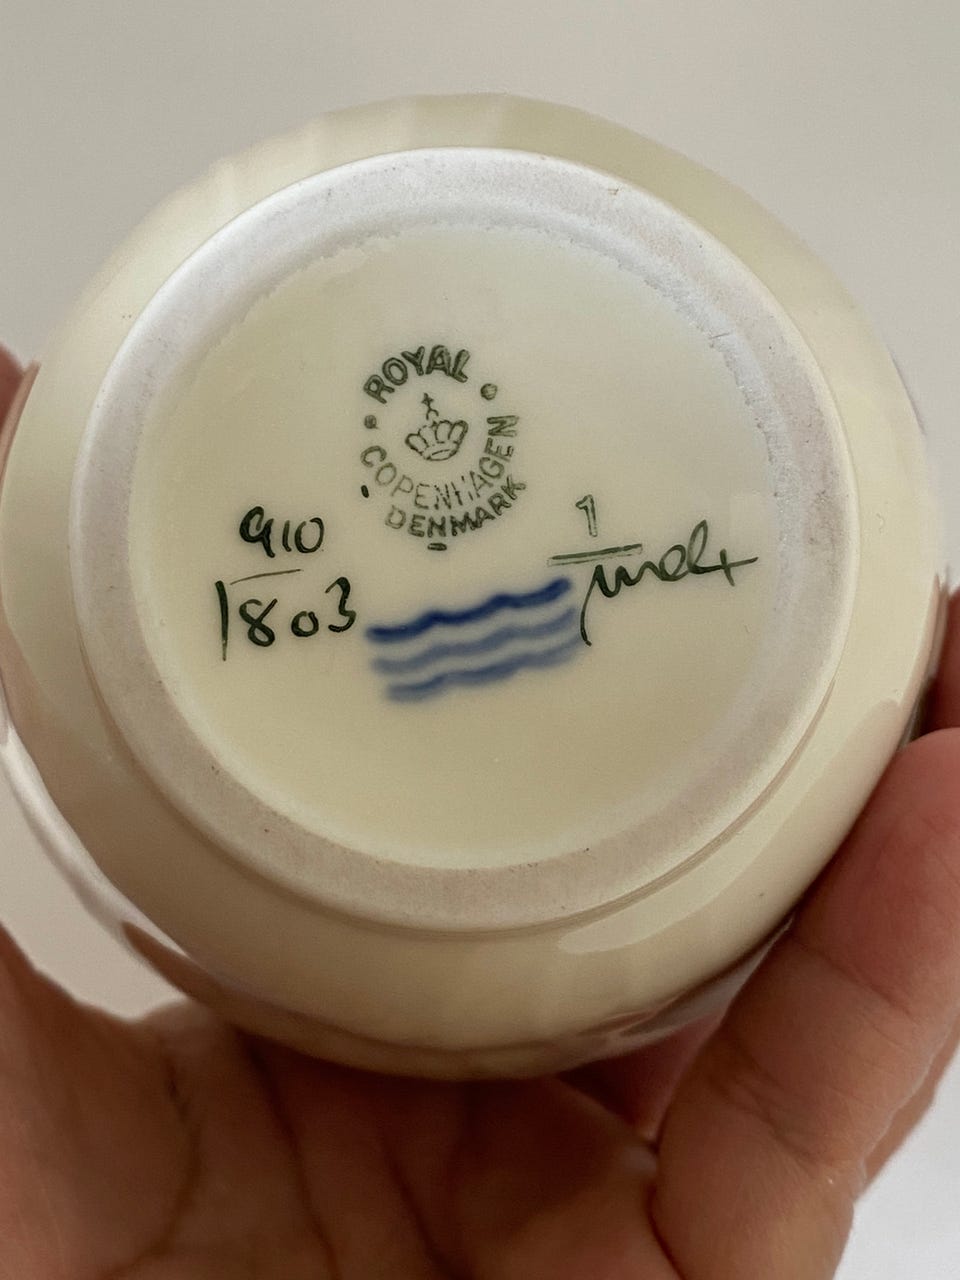 ROYAL
COPENHAGEN
DENMARK
910
1803
1